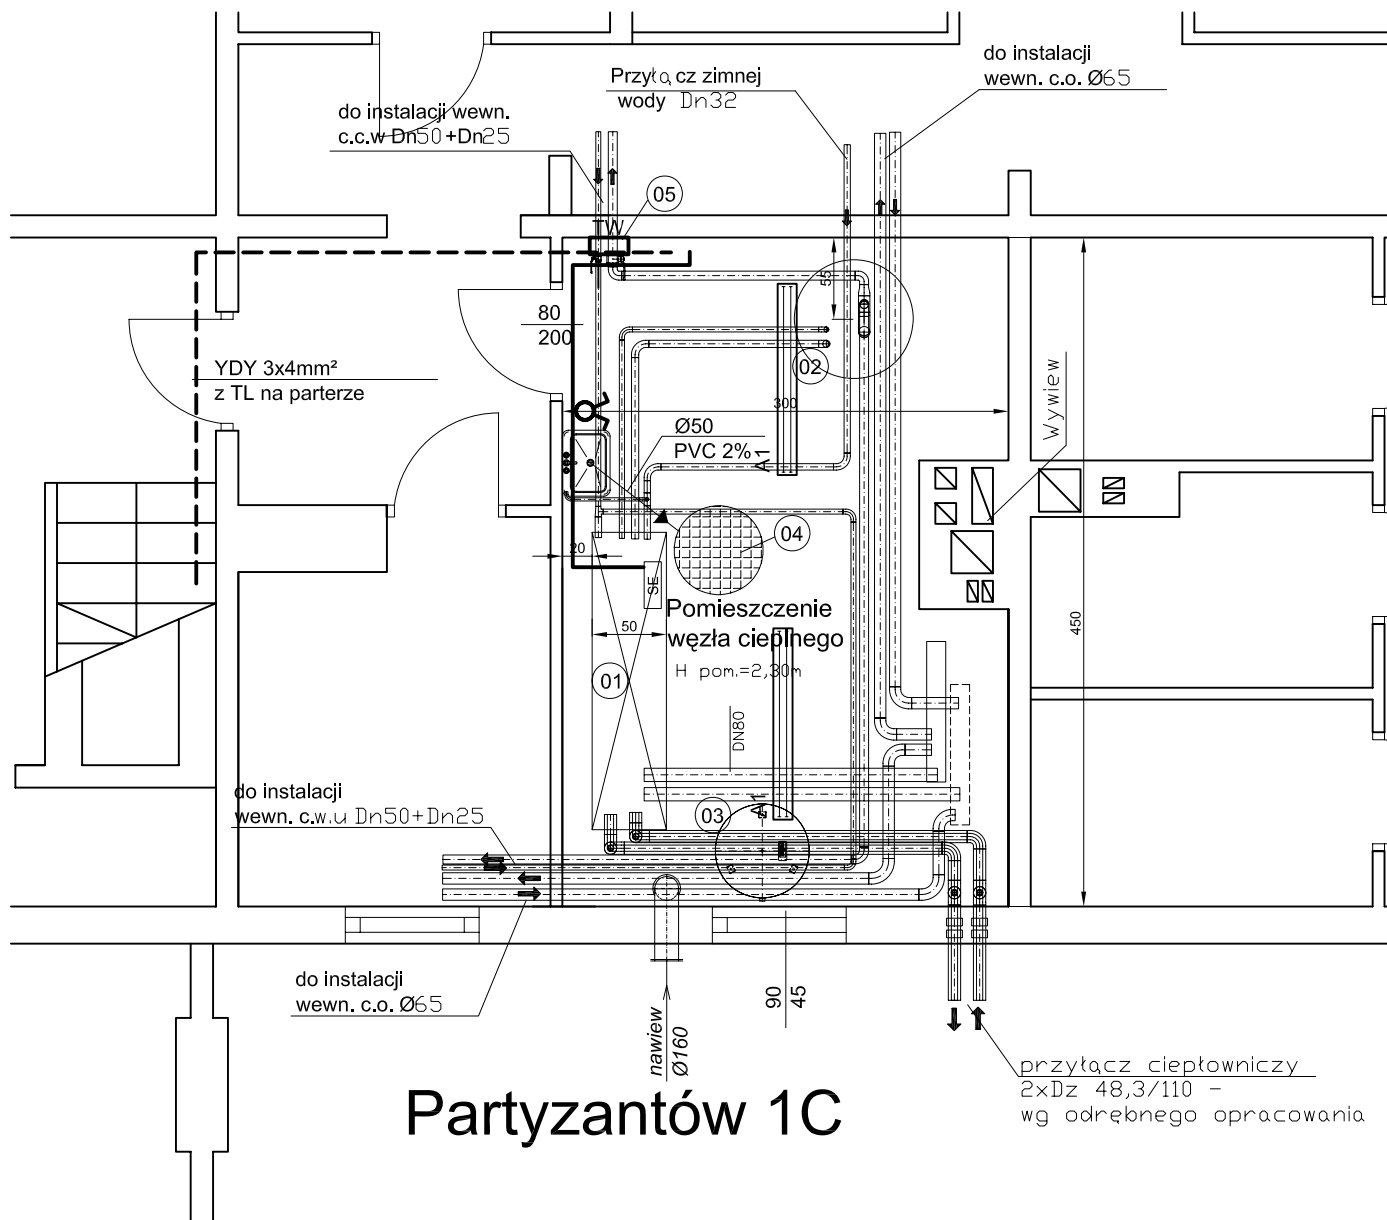 do instalacji
wewn. c.o. Ø65
Przyłącz zimnej
wody Dn32
do instalacji wewn.
c.c.w Dn50+Dn25
05
TW
55
80
200
02
YDY 3x4mm²
z TL na parterze
300
Wywiew
Ø50
PVC 2%
A1
04
20
SE
Pomieszczenie
węzła cieplnego
H pom.=2,30m
50
450
01
DN80
do instalacji
wewn. c.w.u Dn50+Dn25
03
A1
do instalacji
wewn. c.o. Ø65
90
45
nawiew
Ø160
przyłącz ciepłowniczy
2xDz 48,3/110 -
wg odrębnego opracowania
Partyzantów 1C